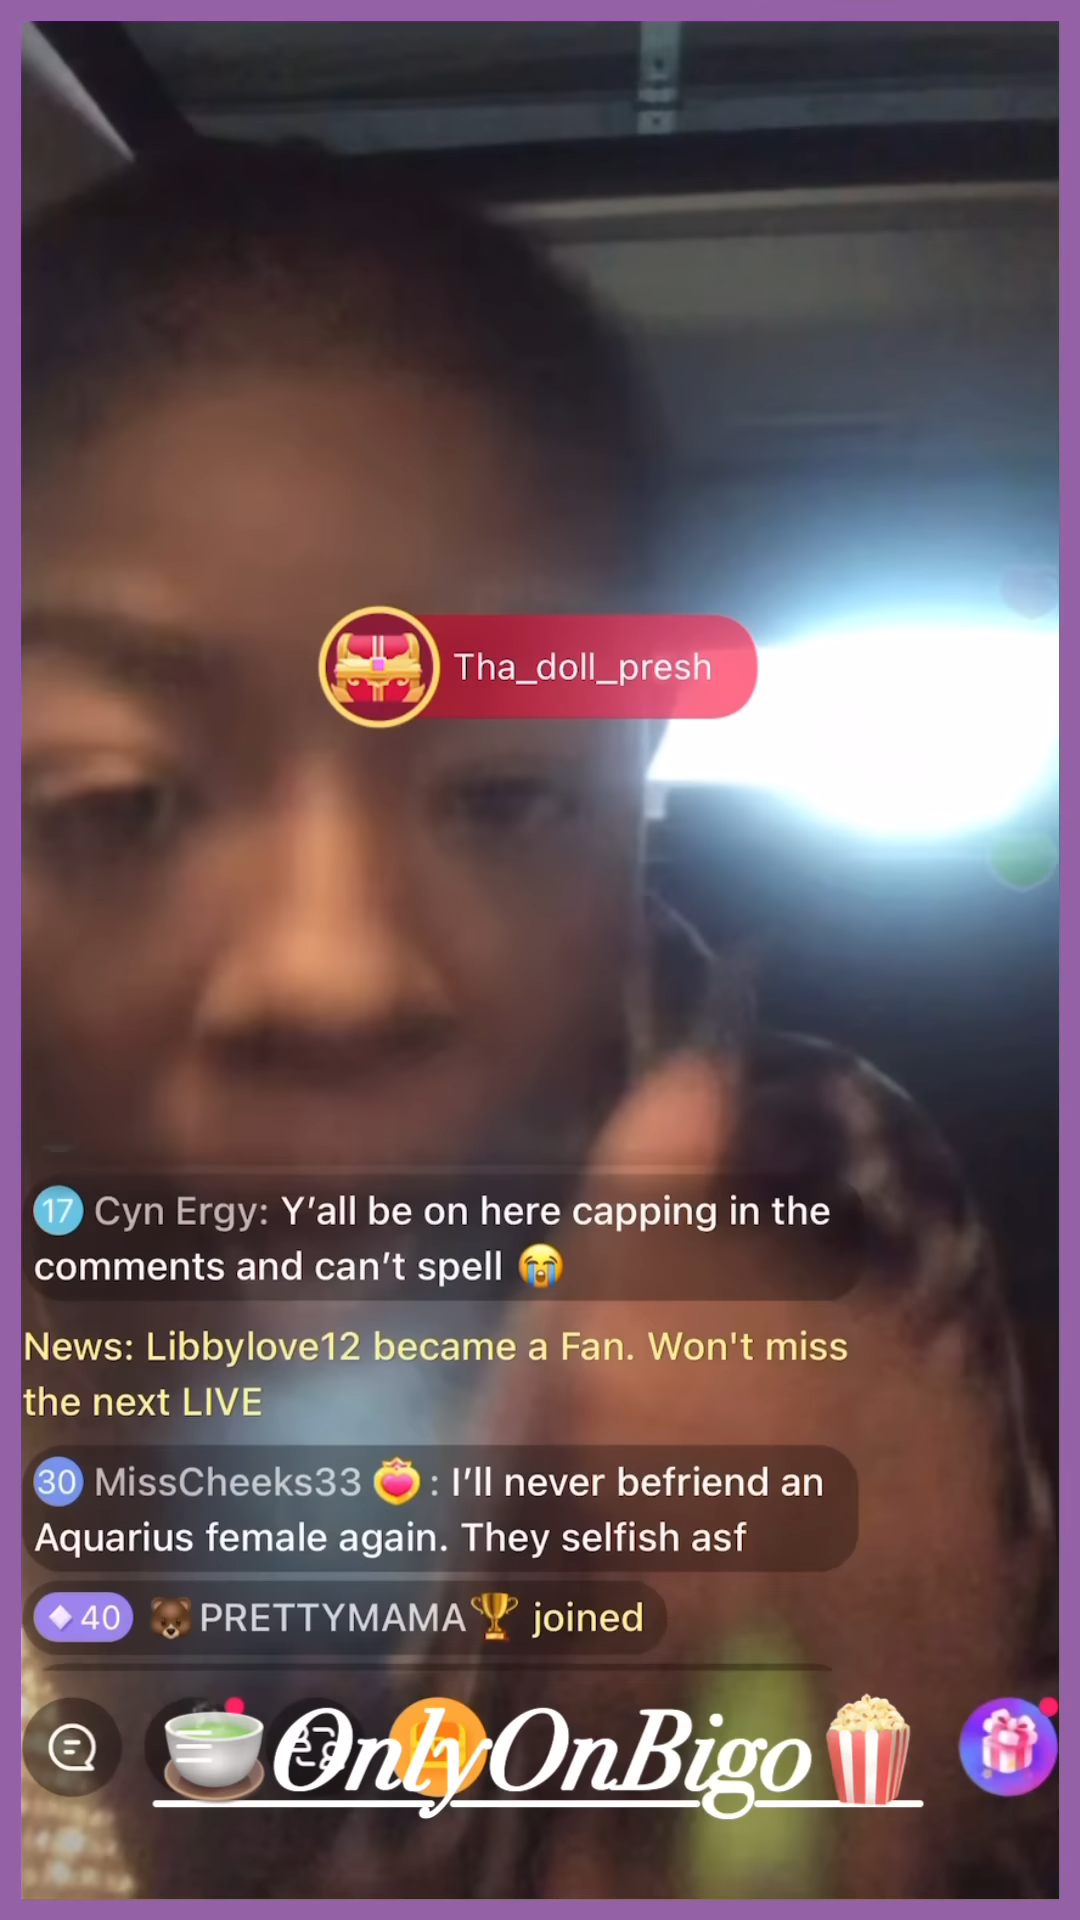 Tha_doll_presh
17 Cyn Ergy: Y’all be on here capping in the
comments and can’t spell 😭
News: Libbylove12 became a Fan. Won't miss
the next LIVE
30 MissCheeks33 : I’ll never befriend an
Aquarius female again. They selfish asf
40 🐻PRETTYMAMA🏆 joined
🍵OnlyOnBigo🍿